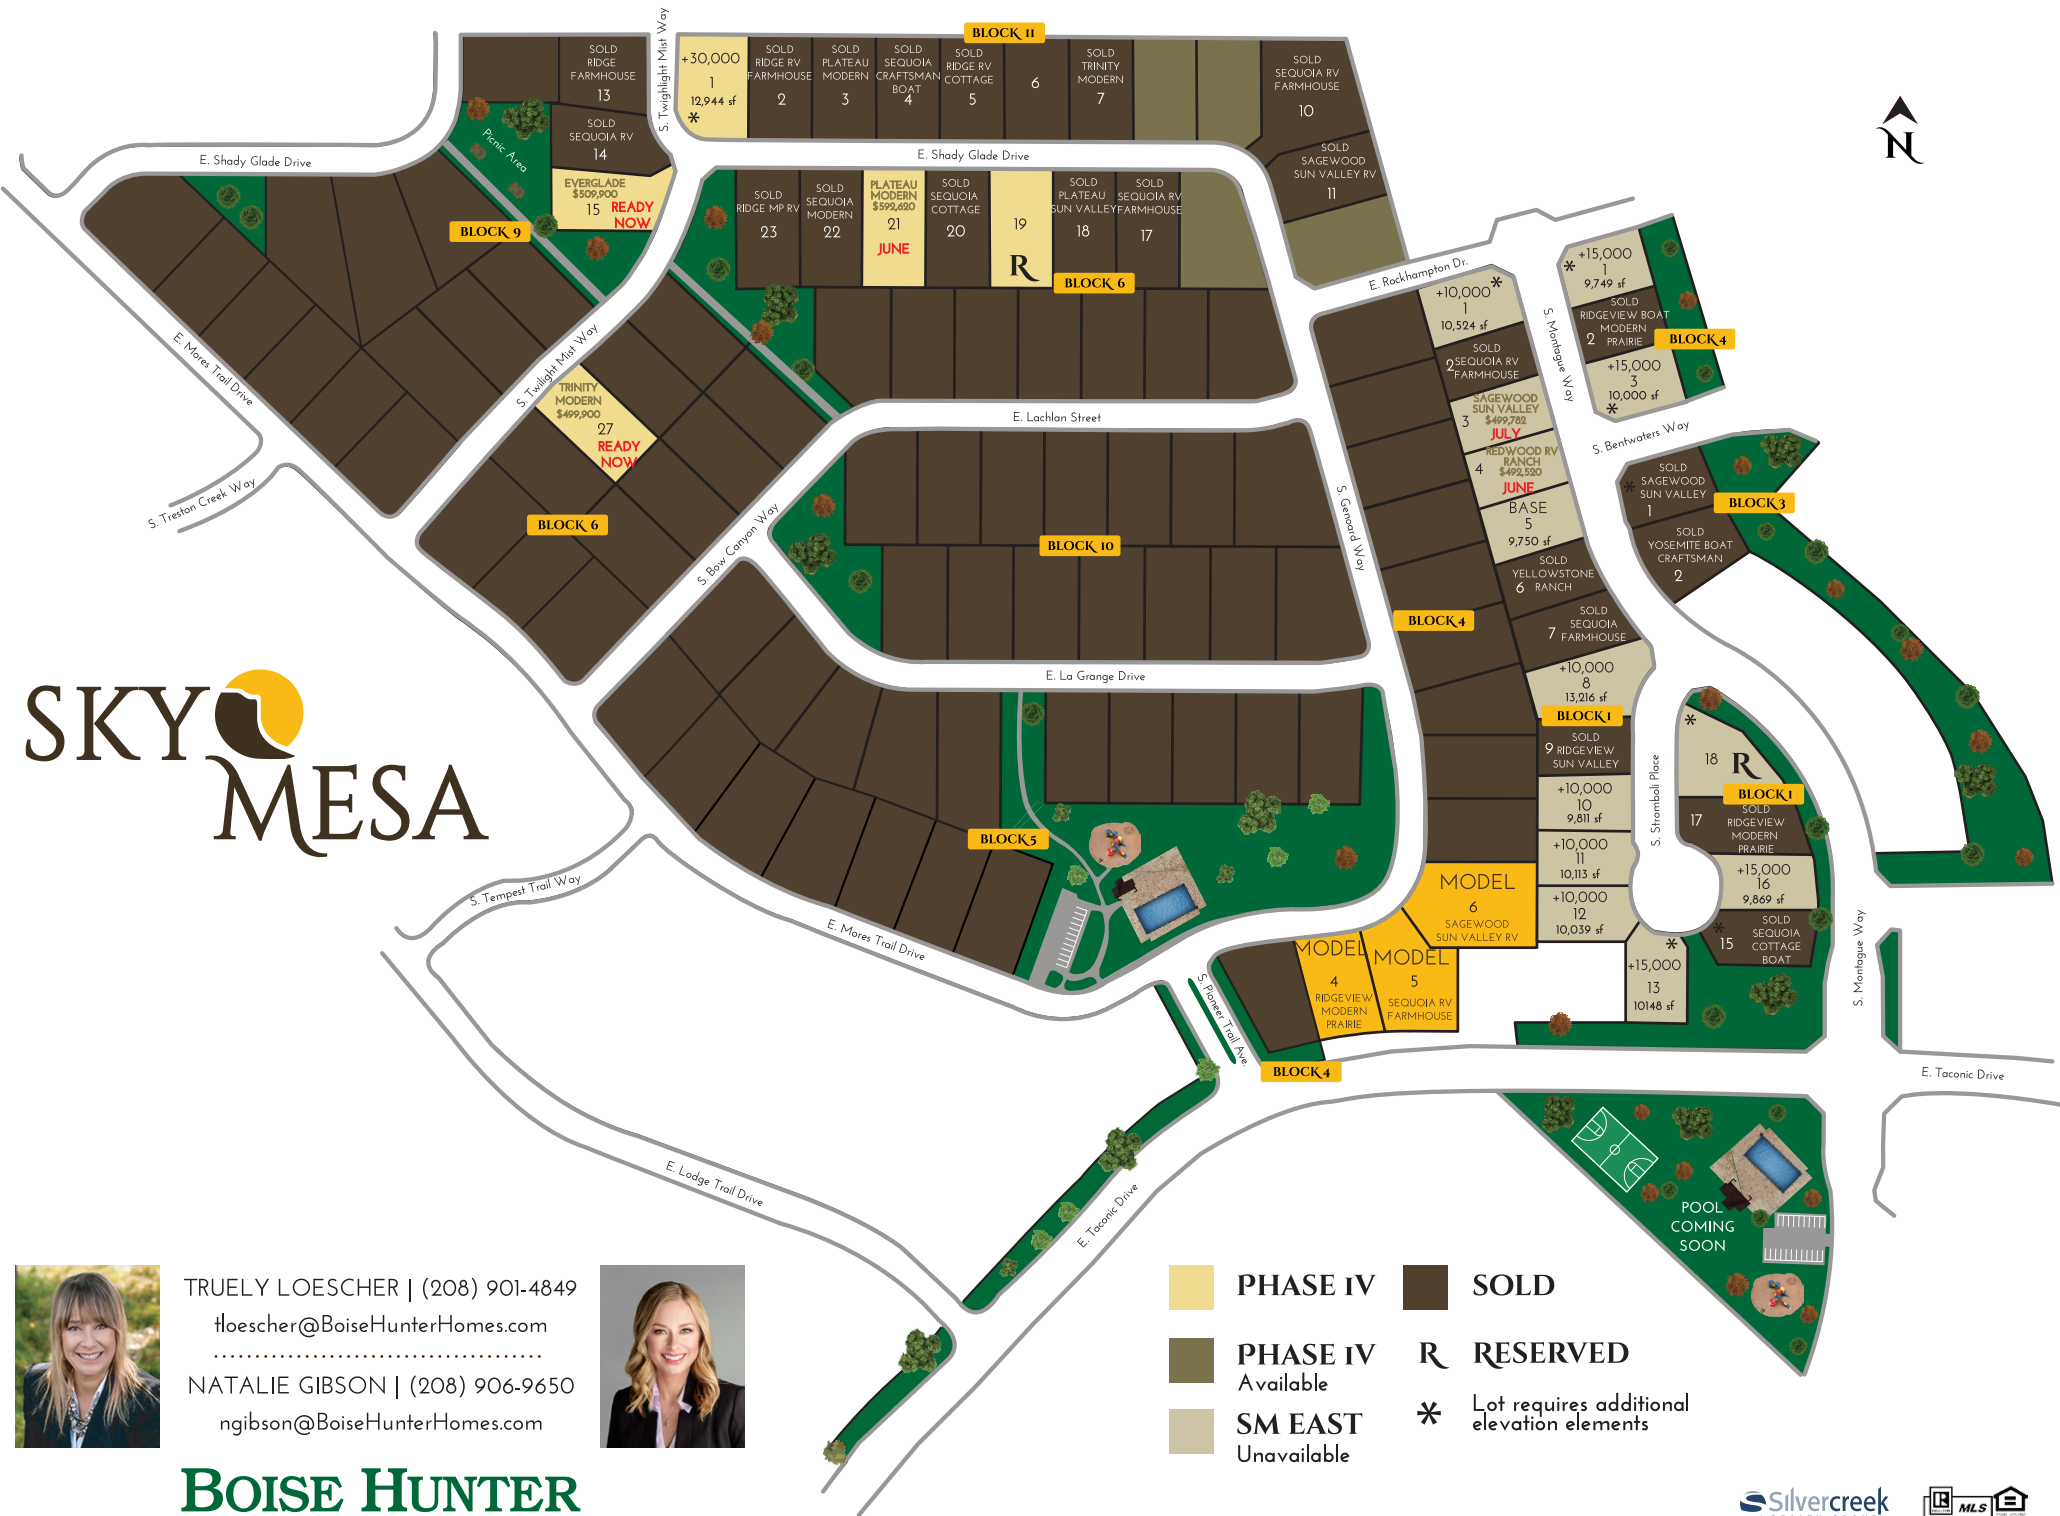 BLOCK 11
SOLD
RIDGE
FARMHOUSE
13
S. Twighlight Mist Way
+30,000
1
12,944 sf
*
SOLD
RIDGE RV
FARMHOUSE
2
SOLD
PLATEAU
MODERN
3
SOLD
SEQUOIA
CRAFTSMAN
BOAT
4
SOLD
RIDGE RV
COTTAGE
5
6
SOLD
TRINITY
MODERN
7
SOLD
SEQUOIA RV
FARMHOUSE
10
SOLD
SAGEWOOD
SUN VALLEY RV
11
N
Picnic Area
SOLD
SEQUOIA RV
14
E. Shady Glade Drive
E. Shady Glade Drive
EVERGLADE
$509,900
15 READY
NOW
BLOCK 9
SOLD
RIDGE MP RV
23
SOLD
SEQUOIA
MODERN
22
PLATEAU
MODERN
$592,620
21
JUNE
SOLD
SEQUOIA
COTTAGE
20
19
R
SOLD
PLATEAU
SUN VALLEY
18
SOLD
SEQUOIA RV
FARMHOUSE
17
BLOCK 6
E. Rockhampton Dr.
+10,000*
1
10,524 sf
SOLD
2 SEQUOIA RV
FARMHOUSE
SAGEWOOD
SUN VALLEY
3 $499,782
JULY
REDWOOD RV
RANCH
4 $492,520
JUNE
BASE
5
9,750 sf
SOLD
YELLOWSTONE
6 RANCH
SOLD
SEQUOIA
7 FARMHOUSE
+10,000
8
13,216 sf
BLOCK 1
SOLD
9 RIDGEVIEW
SUN VALLEY
+10,000
10
9,811 sf
+10,000
11
10,113 sf
+10,000
12
10,039 sf
*
+15,000
13
10148 sf
S. Montague Way
+15,000
* 1
9,749 sf
SOLD
RIDGEVIEW BOAT
MODERN
2 PRAIRIE
BLOCK 4
+15,000
3
10,000 sf
*
S. Bentwaters Way
SOLD
SAGEWOOD
* SUN VALLEY
1
BLOCK 3
SOLD
YOSEMITE BOAT
CRAFTSMAN
2
E. Mores Trail Drive
S. Twilight Mist Way
TRINITY
MODERN
$499,900
27
READY
NOW
E. Lachlan Street
S. Treston Creek Way
BLOCK 6
S. Bow Canyon Way
BLOCK 10
S. Genoard Way
BLOCK 4
E. La Grange Drive
SKY
MESA
S. Stromboli Place
*
18 R
BLOCK 1
SOLD
17 RIDGEVIEW
MODERN
PRAIRIE
+15,000
16
9,869 sf
* SOLD
15 SEQUOIA
COTTAGE
BOAT
BLOCK 5
S. Tempest Trail Way
E. Mores Trail Drive
MODEL
6
SAGEWOOD
SUN VALLEY RV
MODEL
4
RIDGEVIEW
MODERN
PRAIRIE
MODEL
5
SEQUOIA RV
FARMHOUSE
S. Pioneer Trail Ave.
S. Montague Way
BLOCK 4
E. Taconic Drive
E. Lodge Trail Drive
E. Taconic Drive
POOL
COMING
SOON
TRUELY LOESCHER | (208) 901-4849
tloescher@BoiseHunterHomes.com
NATALIE GIBSON | (208) 906-9650
ngibson@BoiseHunterHomes.com
BOISE HUNTER
PHASE IV
SOLD
PHASE IV
Available
R RESERVED
SM EAST
Unavailable
* Lot requires additional
elevation elements
Silvercreek
R
MLS